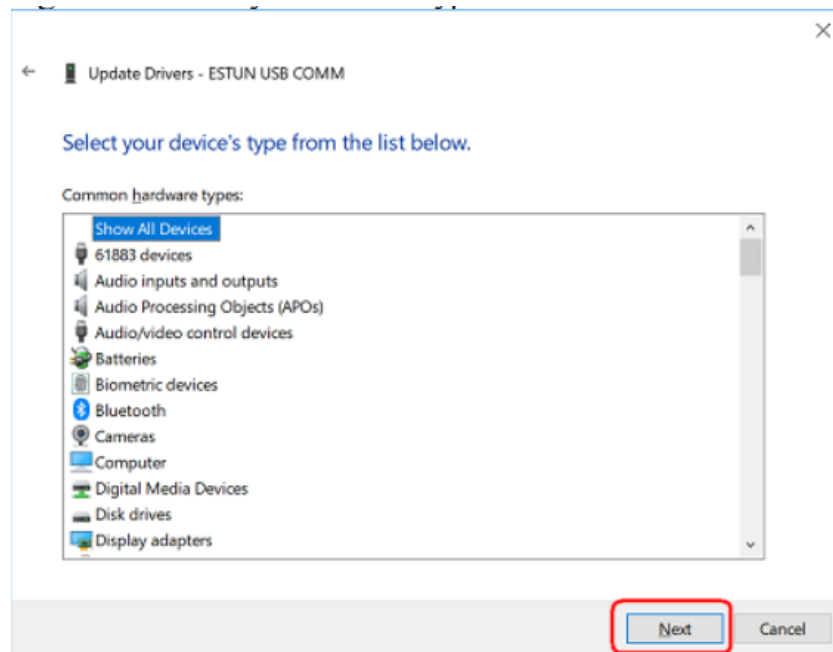 Update Drivers - ESTUN USB COMM
Select your device's type from the list below.
Common hardware types:
Show All Devices
61883 devices
Audio inputs and outputs
Audio Processing Objects (APOs)
Audio/video control devices
Batteries
Biometric devices
Bluetooth
Cameras
Computer
Digital Media Devices
Disk drives
Display adapters
Next Cancel